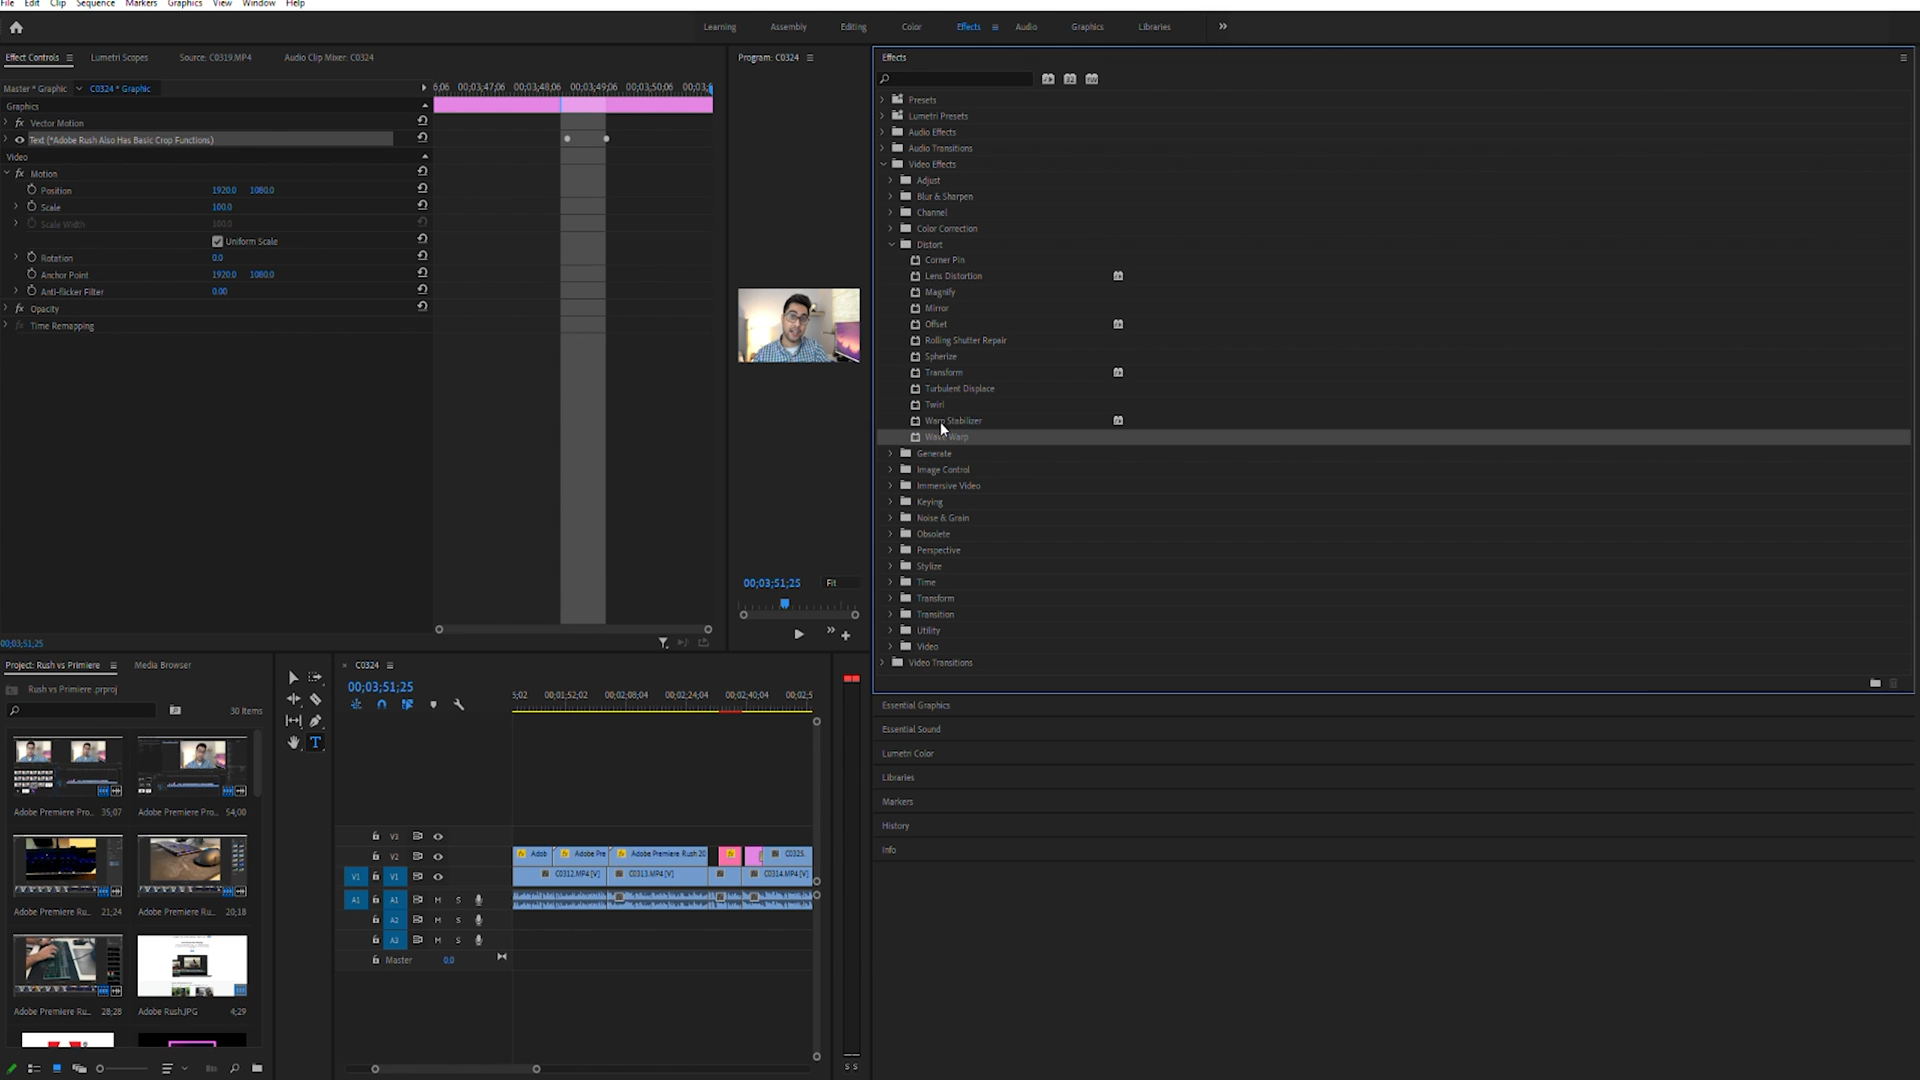 File Edit Clip Sequence Markers Graphics View Window Help
Learning Assembly Editing Color Effects Audio Graphics Libraries
Effect Controls Lumetri Scopes Source: C0319.MP4 Audio Clip Mixer: C0324
Master * Graphic C0324 * Graphic
6;06 00;03;47;06 00;03;48;06 00;03;49;06 00;03;50;06 00;03;
Graphics
Vector Motion
Text (*Adobe Rush Also Has Basic Crop Functions)
Video
Motion
Position 1920.0 1080.0
Scale 100.0
Scale Width 100.0
Uniform Scale
Rotation 0.0
Anchor Point 1920.0 1080.0
Anti-flicker Filter 0.00
Opacity
Time Remapping
00;03;51;25
Program: C0324
00;03;51;25 Fit
Effects
Presets
Lumetri Presets
Audio Effects
Audio Transitions
Video Effects
Adjust
Blur & Sharpen
Channel
Color Correction
Distort
Corner Pin
Lens Distortion
Magnify
Mirror
Offset
Rolling Shutter Repair
Spherize
Transform
Turbulent Displace
Twirl
Warp Stabilizer
Wave Warp
Generate
Image Control
Immersive Video
Keying
Noise & Grain
Obsolete
Perspective
Stylize
Time
Transform
Transition
Utility
Video
Video Transitions
Essential Graphics
Essential Sound
Lumetri Color
Libraries
Markers
History
Info
Project: Rush vs Primiere Media Browser
Rush vs Primiere .prproj
30 Items
Adobe Premiere Pro... 35;07
Adobe Premiere Pro... 54;00
Adobe Premiere Ru... 21;24
Adobe Premiere Ru... 20;18
Adobe Premiere Ru... 28;28
Adobe Rush.JPG 4;29
C0324
00;03;51;25
5;02 00;01;52;02 00;02;08;04 00;02;24;04 00;02;40;04 00;02;5
V3
V2 Adob Adobe Pre Adobe Premiere Rush 20 C0325.
V1 V1 C0312.MP4 [V] C0313.MP4 [V] C0314.MP4 [V]
A1 A1 M S
A2 M S
A3 M S
Master 0.0
S S